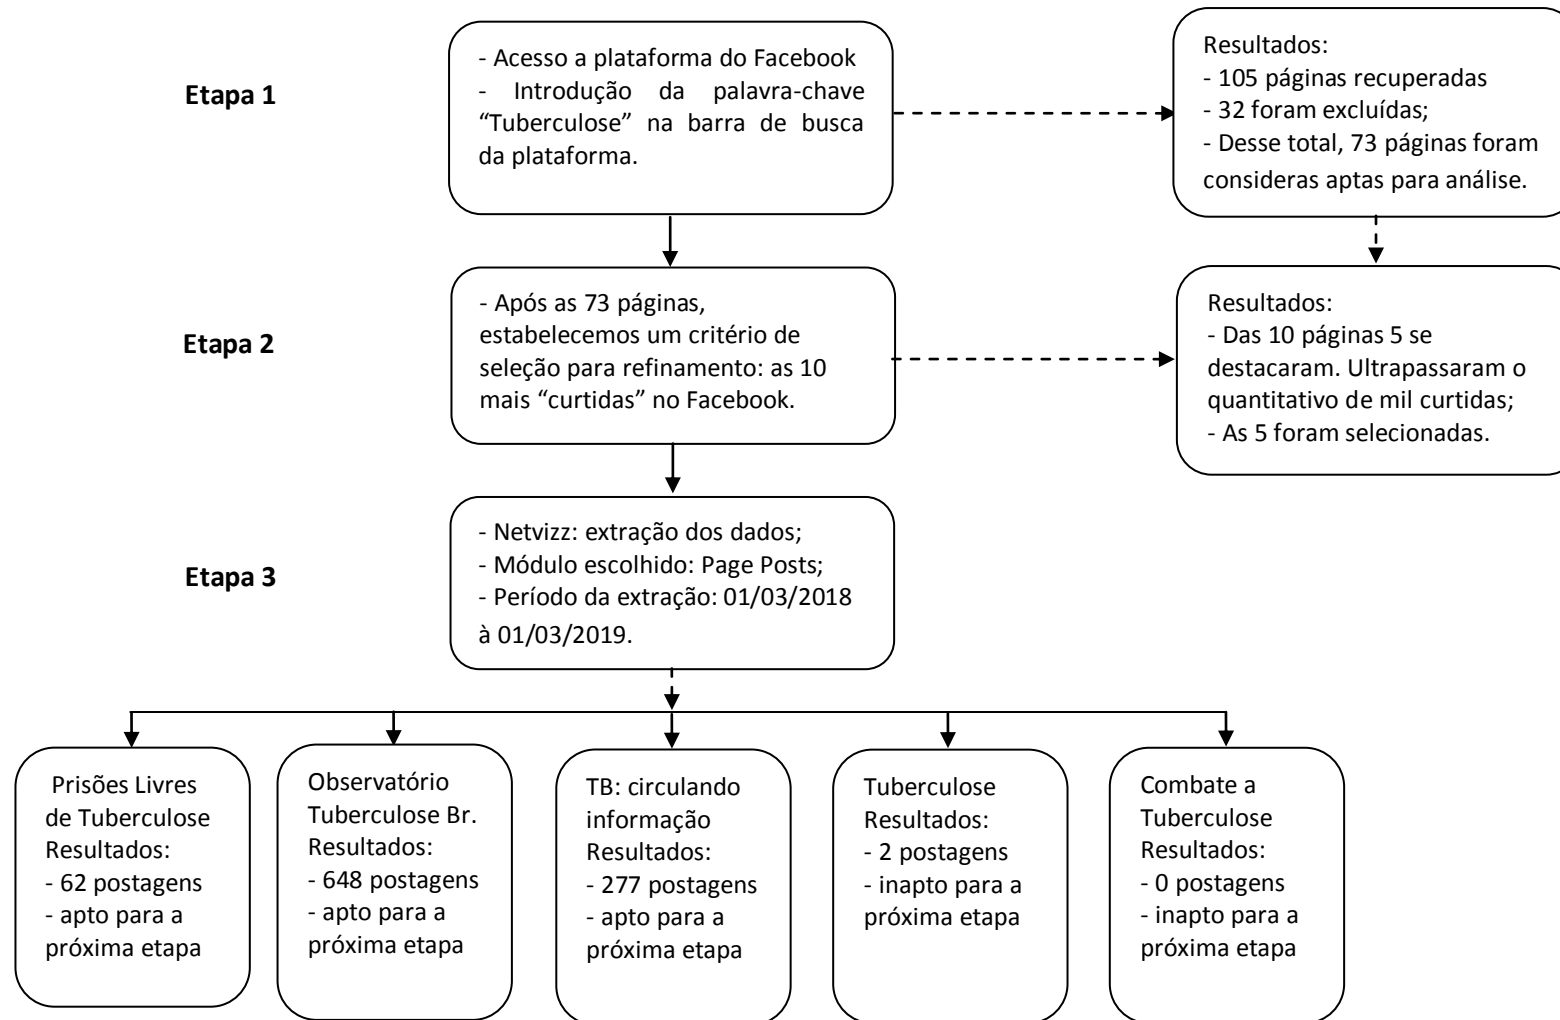 Etapa 1
- Acesso a plataforma do Facebook
- Introdução da palavra-chave
“Tuberculose” na barra de busca
da plataforma.
Resultados:
- 105 páginas recuperadas
- 32 foram excluídas;
- Desse total, 73 páginas foram
consideras aptas para análise.
Etapa 2
- Após as 73 páginas,
estabelecemos um critério de
seleção para refinamento: as 10
mais “curtidas” no Facebook.
Resultados:
- Das 10 páginas 5 se
destacaram. Ultrapassaram o
quantitativo de mil curtidas;
- As 5 foram selecionadas.
Etapa 3
- Netvizz: extração dos dados;
- Módulo escolhido: Page Posts;
- Período da extração: 01/03/2018
à 01/03/2019.
Prisões Livres
de Tuberculose
Resultados:
- 62 postagens
- apto para a
próxima etapa
Observatório
Tuberculose Br.
Resultados:
- 648 postagens
- apto para a
próxima etapa
TB: circulando
informação
Resultados:
- 277 postagens
- apto para a
próxima etapa
Tuberculose
Resultados:
- 2 postagens
- inapto para a
próxima etapa
Combate a
Tuberculose
Resultados:
- 0 postagens
- inapto para a
próxima etapa